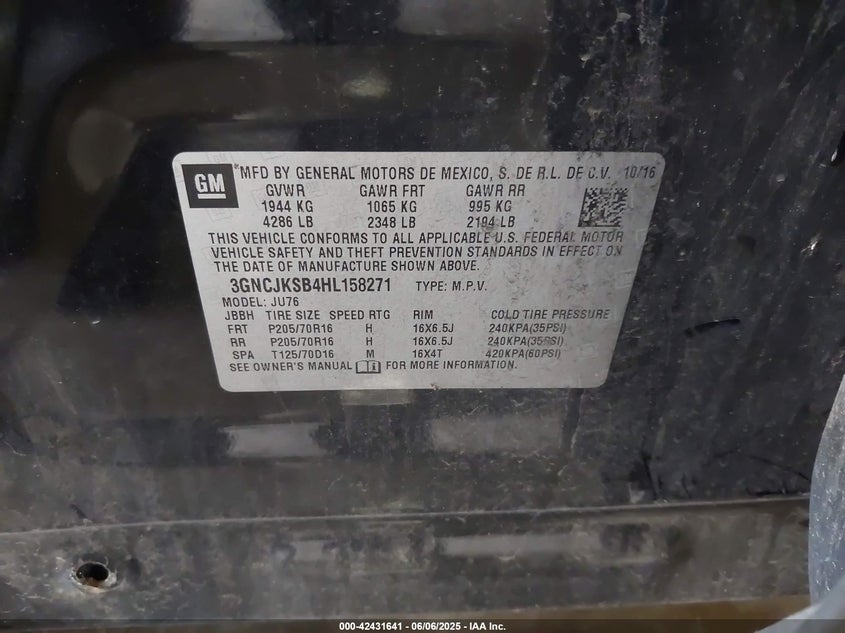 GM
*MFD BY GENERAL MOTORS DE MEXICO, S. DE R.L. DE C.V. 10/16
GVWR GAWR FRT GAWR RR
1944 KG 1065 KG 995 KG
4286 LB 2348 LB 2194 LB
THIS VEHICLE CONFORMS TO ALL APPLICABLE U.S. FEDERAL MOTOR
VEHICLE SAFETY AND THEFT PREVENTION STANDARDS IN EFFECT ON
THE DATE OF MANUFACTURE SHOWN ABOVE.
3GNCJKSB4HL158271 TYPE: M.P.V.
MODEL: JU76
JBBH TIRE SIZE SPEED RTG RIM COLD TIRE PRESSURE
FRT P205/70R16 H 16X6.5J 240KPA(35PSI)
RR P205/70R16 H 16X6.5J 240KPA(35PSI)
SPA T125/70D16 M 16X4T 420KPA(60PSI)
SEE OWNER'S MANUAL FOR MORE INFORMATION.
000-42431641 - 06/06/2025 - IAA Inc.